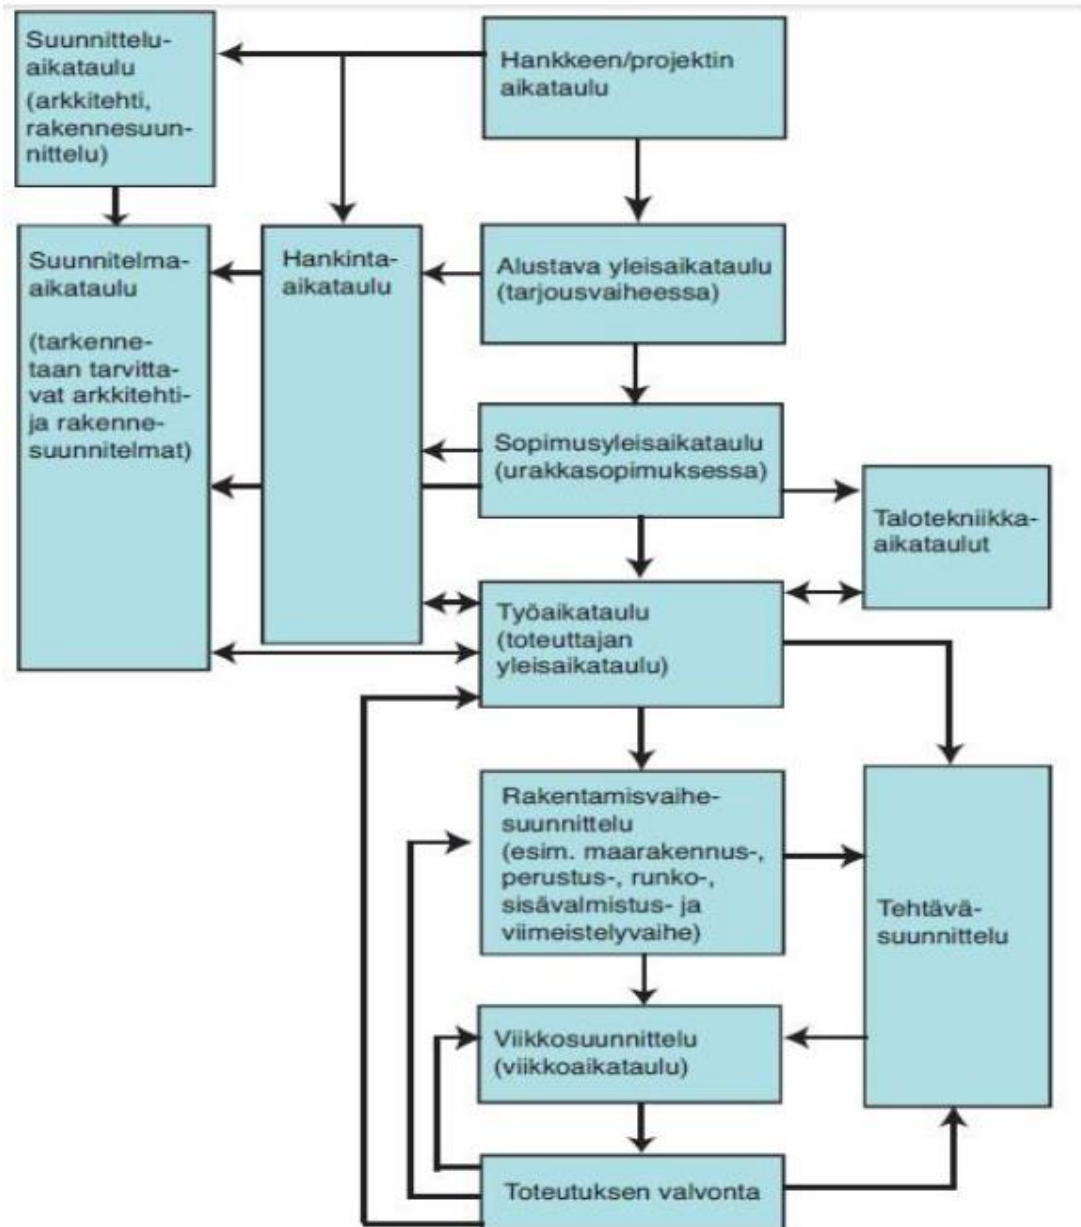 Suunnittelu-
aikataulu
(arkkitehti,
rakennesuun-
nittelu)
Hankkeen/projektin
aikataulu
Suunnitelma-
aikataulu
(tarkenne-
taan tarvitta-
vat arkkitehti-
ja rakenne-
suunnitelmat)
Hankinta-
aikataulu
Alustava yleisaikataulu
(tarjousvaiheessa)
Sopimusyleisaikataulu
(urakkasopimuksessa)
Talotekniikka-
aikataulut
Työaikataulu
(toteuttajan
yleisaikataulu)
Rakentamisvaihe-
suunnittelu
(esim. maarakennus-,
perustus-, runko-,
sisävalmistus- ja
viimeistelyvaihe)
Tehtävä-
suunnittelu
Viikkosuunnittelu
(viikkoaikataulu)
Toteutuksen valvonta